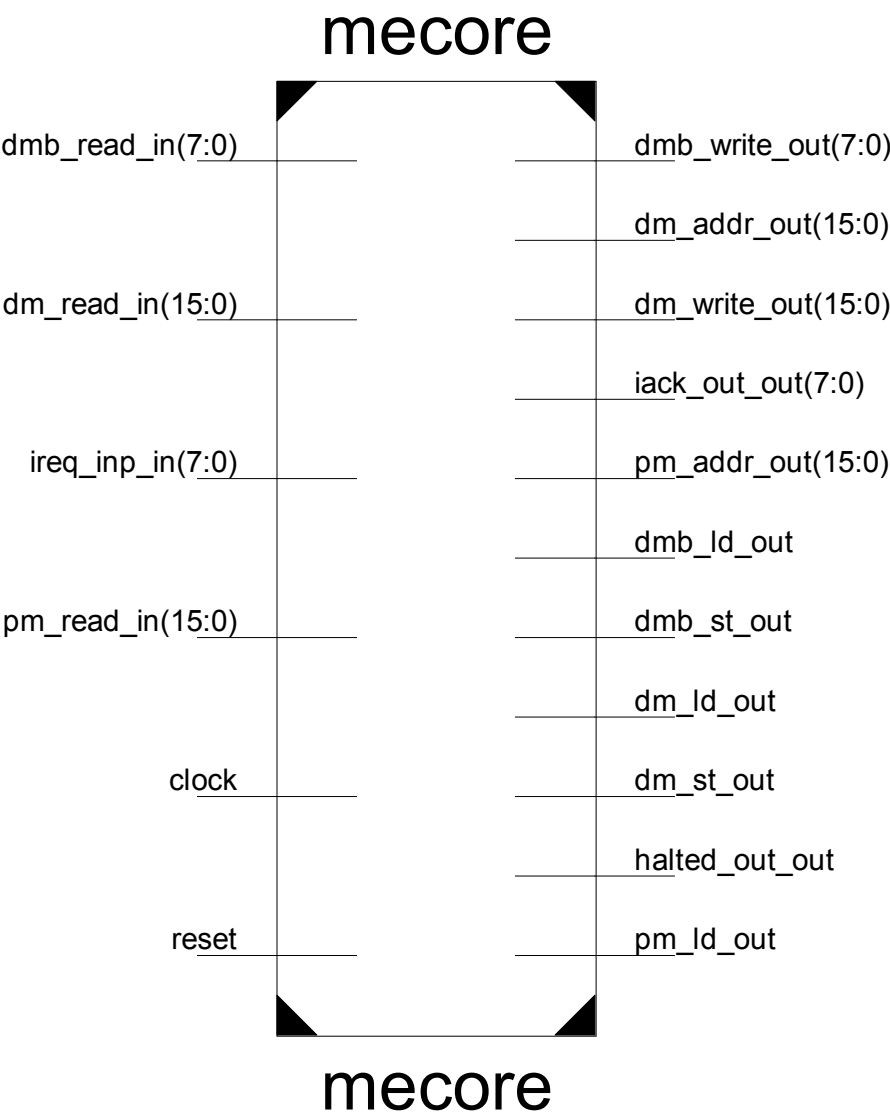 mecore
dmb_read_in(7:0)
dmb_write_out(7:0)
dm_addr_out(15:0)
dm_read_in(15:0)
dm_write_out(15:0)
iack_out_out(7:0)
ireq_inp_in(7:0)
pm_addr_out(15:0)
dmb_ld_out
pm_read_in(15:0)
dmb_st_out
dm_ld_out
clock
dm_st_out
halted_out_out
reset
pm_ld_out
mecore